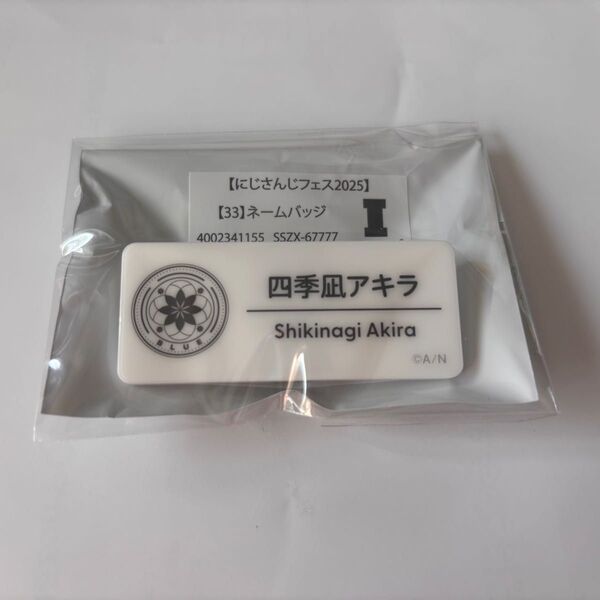 【にじさんじフェス2025】
【33】ネームバッジ
4002341155 SSZX-67777
I
四季凪アキラ
Shikinagi Akira
BLUE
©A/N